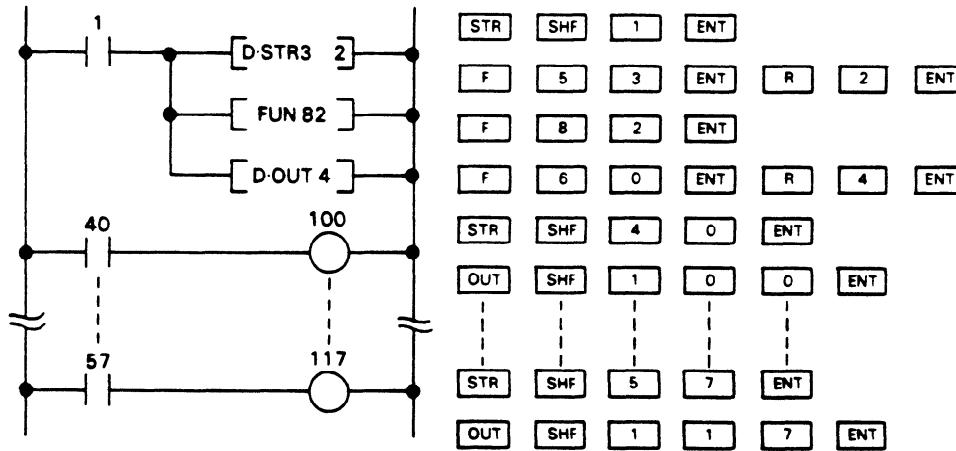 1
D·STR3 2
FUN 82
D·OUT 4
40
100
57
117
STR SHF 1 ENT
F 5 3 ENT R 2 ENT
F 8 2 ENT
F 6 0 ENT R 4 ENT
STR SHF 4 0 ENT
OUT SHF 1 0 0 ENT
STR SHF 5 7 ENT
OUT SHF 1 1 7 ENT